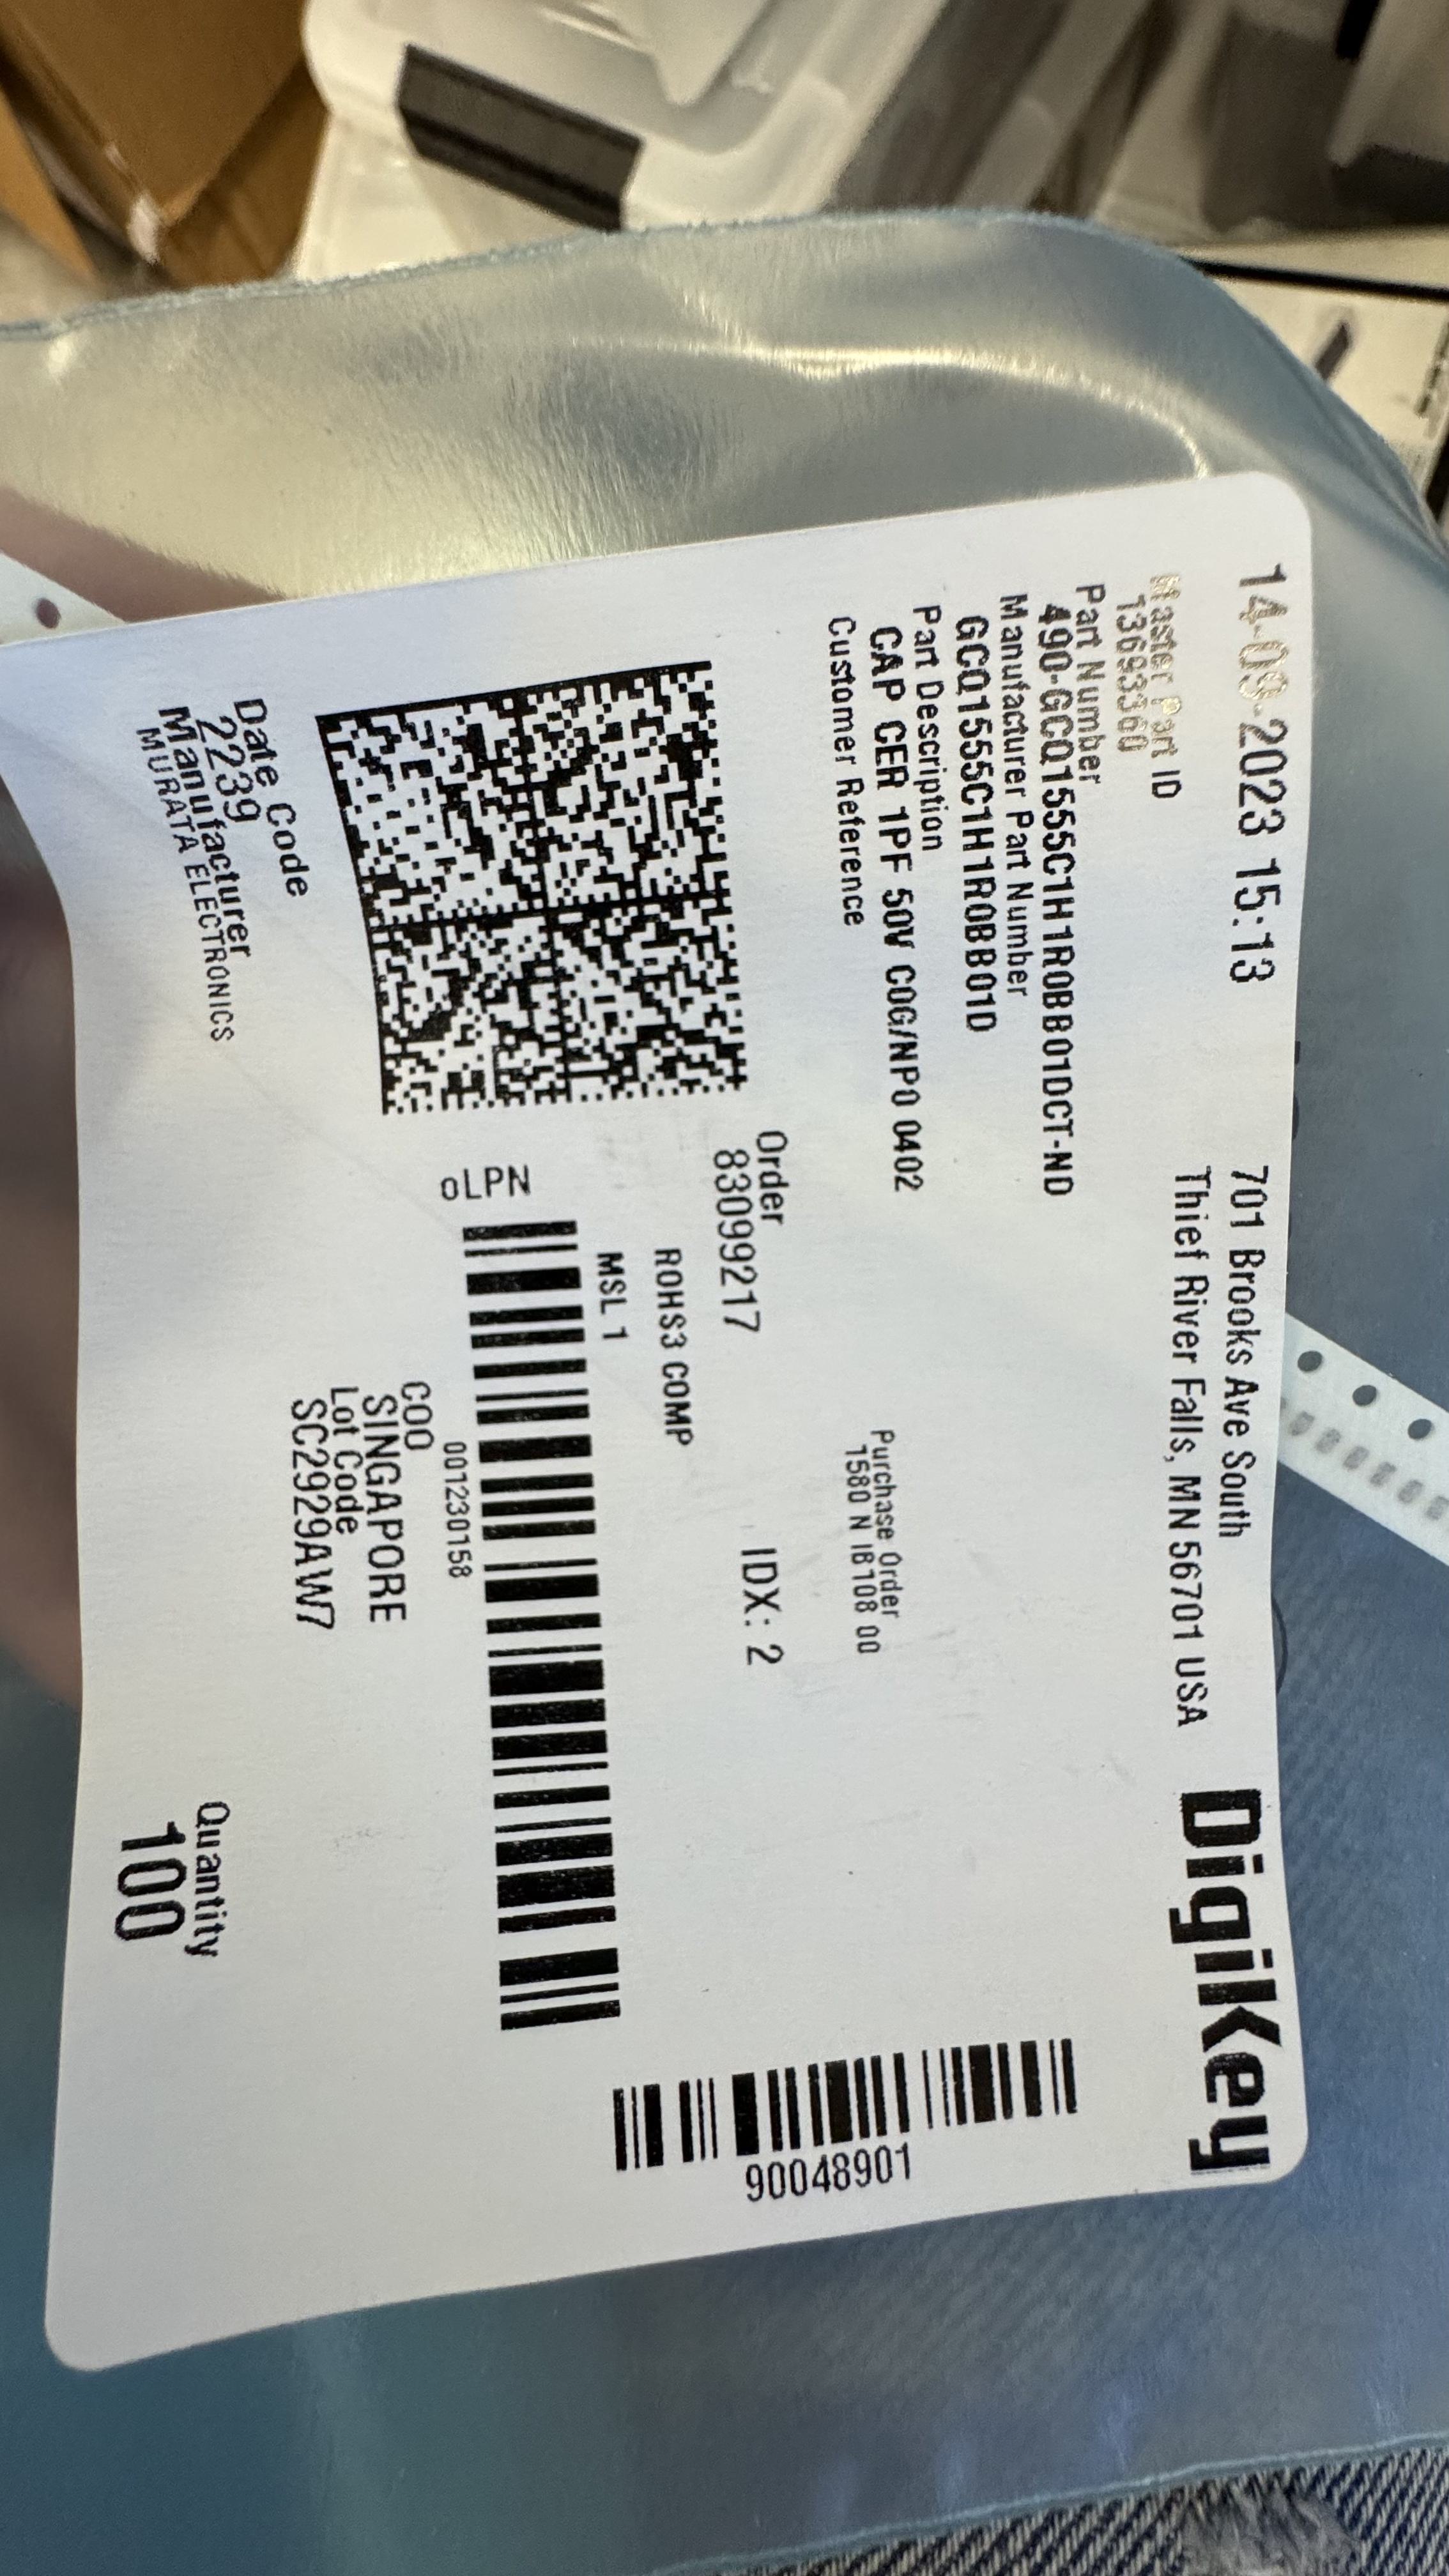 14-09-2023 15:13
701 Brooks Ave South
Thief River Falls, MN 56701 USA
DigiKey
Master Part ID
13693360
Part Number
490-GCQ1555C1H1R0BB01DCT-ND
Manufacturer Part Number
GCQ1555C1H1R0BB01D
Part Description
CAP CER 1PF 50V C0G/NP0 0402
Customer Reference
Purchase Order
1580 N IB108 00
Order
83099217
IDX: 2
ROHS3 COMP
MSL 1
oLPN
001230158
COO
SINGAPORE
Lot Code
SC2929AW7
Date Code
2239
Manufacturer
MURATA ELECTRONICS
Quantity
100
90048901